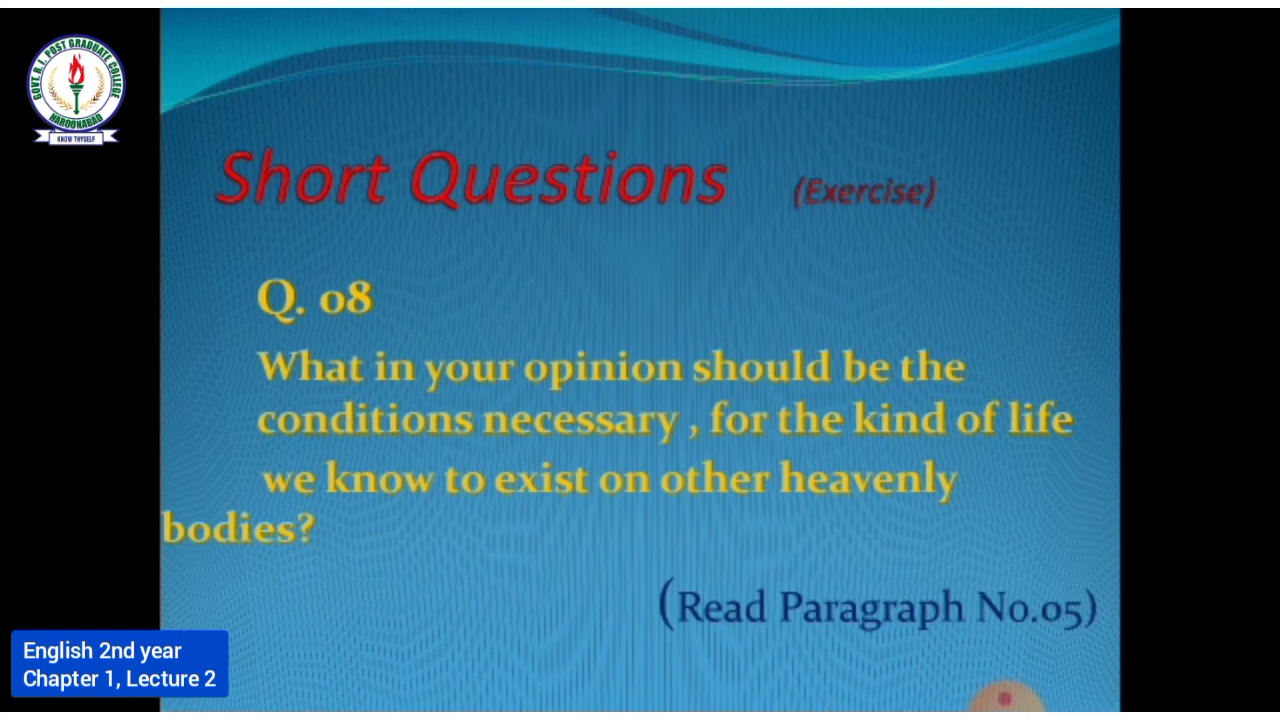 GOVT. R. I. POST GRADUATE COLLEGE
HAROONABAD
KNOW THYSELF
Short Questions (Exercise)
Q. 08
What in your opinion should be the
conditions necessary , for the kind of life
we know to exist on other heavenly
bodies?
(Read Paragraph No.05)
English 2nd year
Chapter 1, Lecture 2